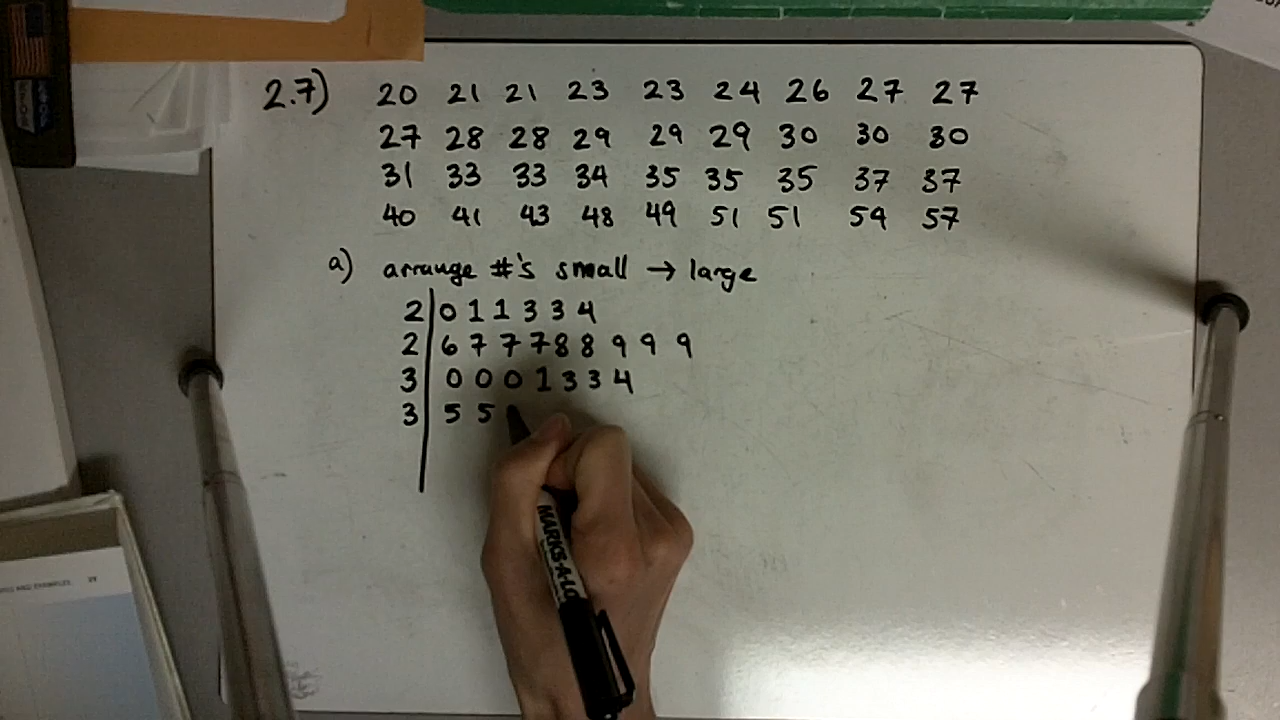 2.7) 20 21 21 23 23 24 26 27 27
27 28 28 29 29 29 30 30 30
31 33 33 34 35 35 35 37 37
40 41 43 48 49 51 51 54 57
a) arrange #'s small → large
2 | 0 1 1 3 3 4
2 | 6 7 7 7 8 8 9 9 9
3 | 0 0 0 1 3 3 4
3 | 5 5
MARKS-A-LO